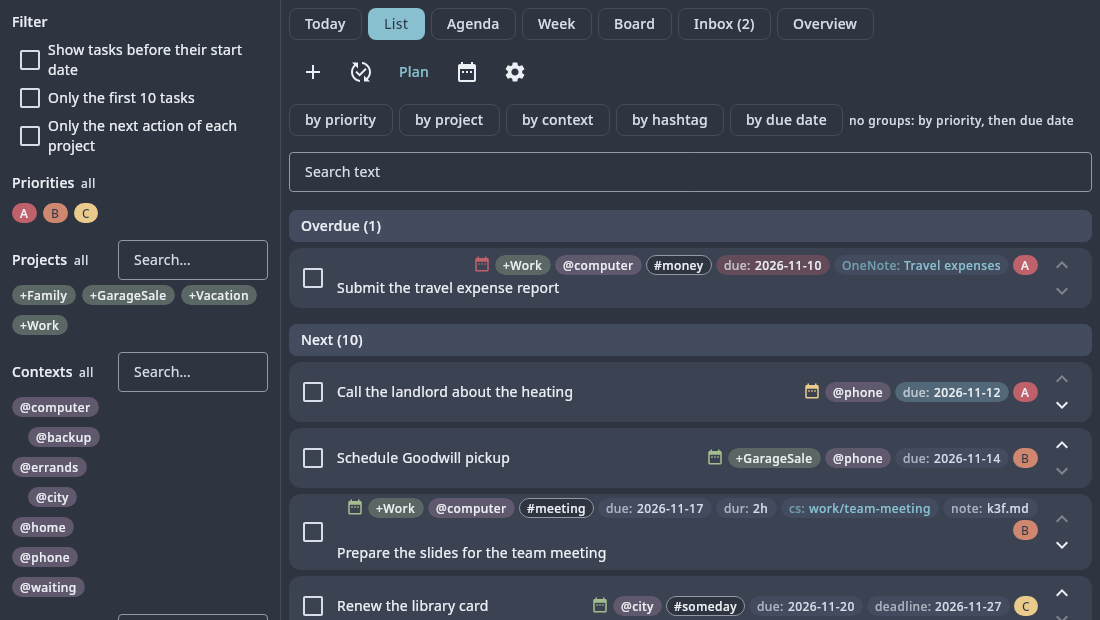 Filter
Show tasks before their start
date
Only the first 10 tasks
Only the next action of each
project
Priorities all
A B C
Projects all Search...
+Family +GarageSale +Vacation
+Work
Contexts all Search...
@computer
@backup
@errands
@city
@home
@phone
@waiting
Today List Agenda Week Board Inbox (2) Overview
Plan
by priority by project by context by hashtag by due date no groups: by priority, then due date
Search text
Overdue (1)
+Work @computer #money due: 2026-11-10 OneNote: Travel expenses A
Submit the travel expense report
Next (10)
Call the landlord about the heating @phone due: 2026-11-12 A
Schedule Goodwill pickup +GarageSale @phone due: 2026-11-14 B
+Work @computer #meeting due: 2026-11-17 dur: 2h cs: work/team-meeting note: k3f.md
B
Prepare the slides for the team meeting
Renew the library card @city #someday due: 2026-11-20 deadline: 2026-11-27 C